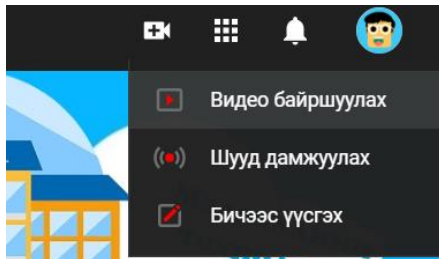 Видео байршуулах
Шууд дамжуулах
Бичээс үүсгэх